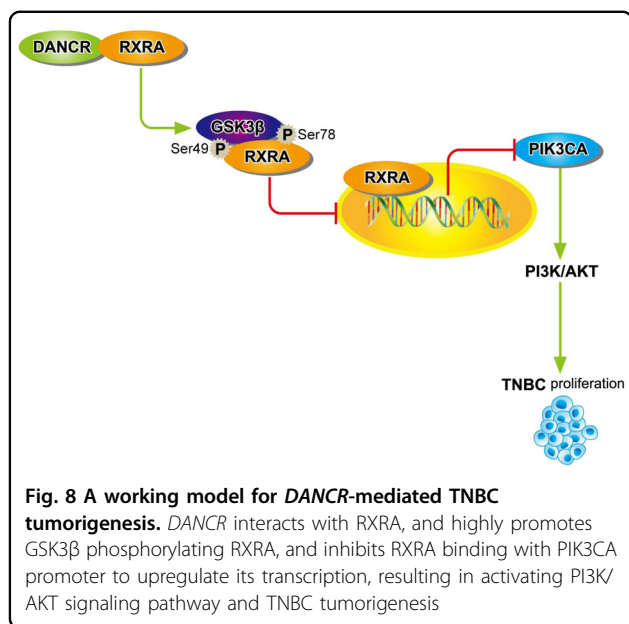 DANCR RXRA
GSK3β
P Ser78
Ser49 P
RXRA
RXRA
PIK3CA
PI3K/AKT
TNBC proliferation
Fig. 8 A working model for DANCR-mediated TNBC
tumorigenesis. DANCR interacts with RXRA, and highly promotes
GSK3β phosphorylating RXRA, and inhibits RXRA binding with PIK3CA
promoter to upregulate its transcription, resulting in activating PI3K/
AKT signaling pathway and TNBC tumorigenesis